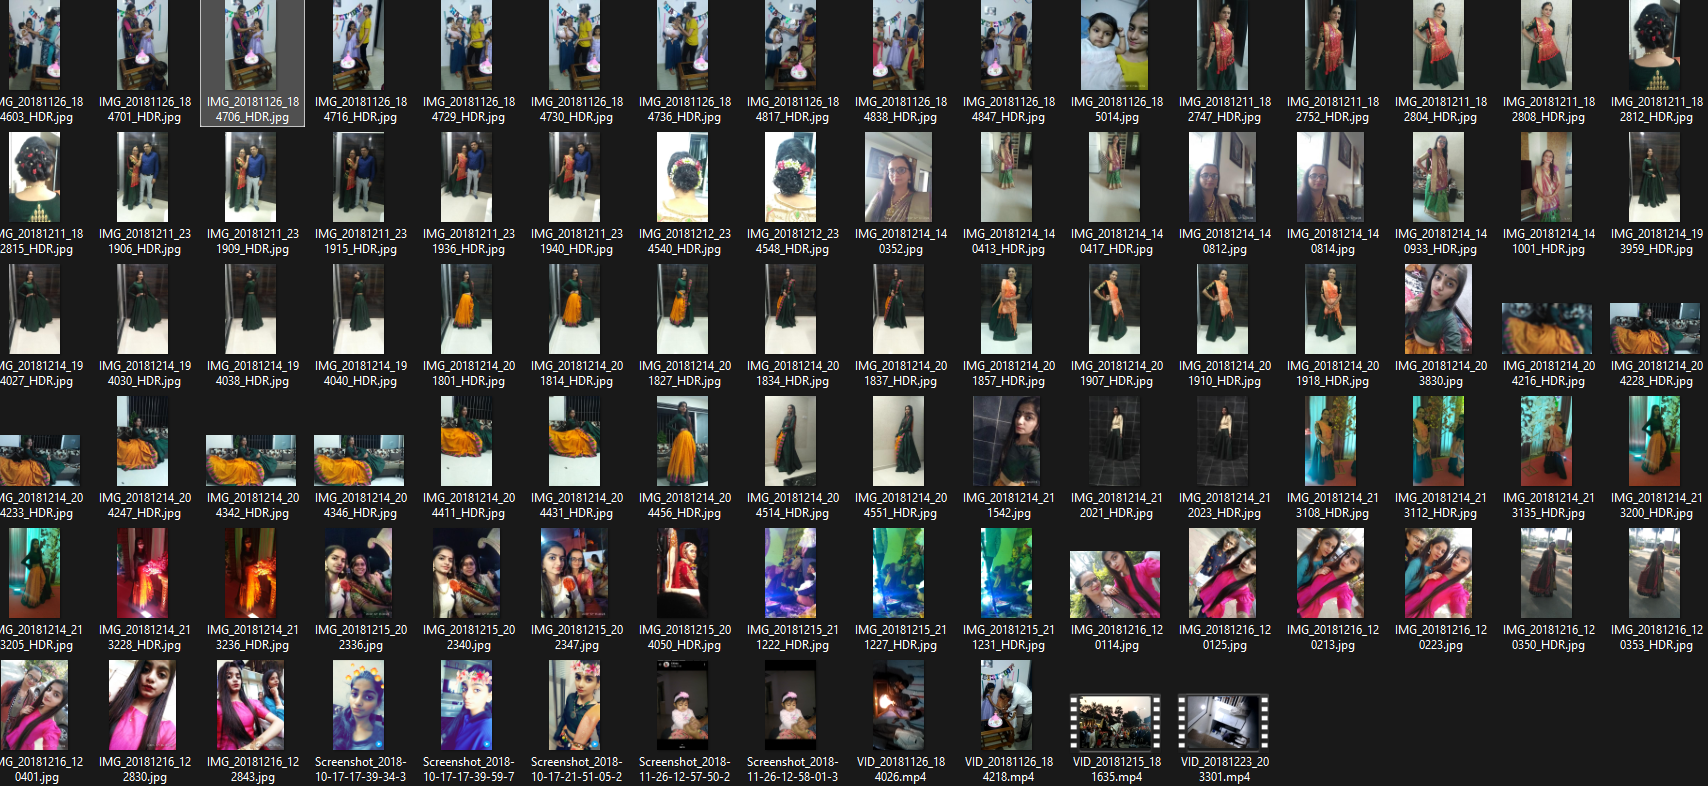 MG_20181126_18
4603_HDR.jpg
IMG_20181126_18
4701_HDR.jpg
IMG_20181126_18
4706_HDR.jpg
IMG_20181126_18
4716_HDR.jpg
IMG_20181126_18
4729_HDR.jpg
IMG_20181126_18
4730_HDR.jpg
IMG_20181126_18
4736_HDR.jpg
IMG_20181126_18
4817_HDR.jpg
IMG_20181126_18
4838_HDR.jpg
IMG_20181126_18
4847_HDR.jpg
IMG_20181126_18
5014.jpg
IMG_20181211_18
2747_HDR.jpg
IMG_20181211_18
2752_HDR.jpg
IMG_20181211_18
2804_HDR.jpg
IMG_20181211_18
2808_HDR.jpg
IMG_20181211_18
2812_HDR.jpg
MG_20181211_18
2815_HDR.jpg
IMG_20181211_23
1906_HDR.jpg
IMG_20181211_23
1909_HDR.jpg
IMG_20181211_23
1915_HDR.jpg
IMG_20181211_23
1936_HDR.jpg
IMG_20181211_23
1940_HDR.jpg
IMG_20181212_23
4540_HDR.jpg
IMG_20181212_23
4548_HDR.jpg
IMG_20181214_14
0352.jpg
IMG_20181214_14
0413_HDR.jpg
IMG_20181214_14
0417_HDR.jpg
IMG_20181214_14
0812.jpg
IMG_20181214_14
0814.jpg
IMG_20181214_14
0933_HDR.jpg
IMG_20181214_14
1001_HDR.jpg
IMG_20181214_19
3959_HDR.jpg
MG_20181214_19
4027_HDR.jpg
IMG_20181214_19
4030_HDR.jpg
IMG_20181214_19
4038_HDR.jpg
IMG_20181214_19
4040_HDR.jpg
IMG_20181214_20
1801_HDR.jpg
IMG_20181214_20
1814_HDR.jpg
IMG_20181214_20
1827_HDR.jpg
IMG_20181214_20
1834_HDR.jpg
IMG_20181214_20
1837_HDR.jpg
IMG_20181214_20
1857_HDR.jpg
IMG_20181214_20
1907_HDR.jpg
IMG_20181214_20
1910_HDR.jpg
IMG_20181214_20
1918_HDR.jpg
IMG_20181214_20
3830.jpg
IMG_20181214_20
4216_HDR.jpg
IMG_20181214_20
4228_HDR.jpg
MG_20181214_20
4233_HDR.jpg
IMG_20181214_20
4247_HDR.jpg
IMG_20181214_20
4342_HDR.jpg
IMG_20181214_20
4346_HDR.jpg
IMG_20181214_20
4411_HDR.jpg
IMG_20181214_20
4431_HDR.jpg
IMG_20181214_20
4456_HDR.jpg
IMG_20181214_20
4514_HDR.jpg
IMG_20181214_20
4551_HDR.jpg
IMG_20181214_21
1542.jpg
IMG_20181214_21
2021_HDR.jpg
IMG_20181214_21
2023_HDR.jpg
IMG_20181214_21
3108_HDR.jpg
IMG_20181214_21
3112_HDR.jpg
IMG_20181214_21
3135_HDR.jpg
IMG_20181214_21
3200_HDR.jpg
MG_20181214_21
3205_HDR.jpg
IMG_20181214_21
3228_HDR.jpg
IMG_20181214_21
3236_HDR.jpg
IMG_20181215_20
2336.jpg
IMG_20181215_20
2340.jpg
IMG_20181215_20
2347.jpg
IMG_20181215_20
4050_HDR.jpg
IMG_20181215_21
1222_HDR.jpg
IMG_20181215_21
1227_HDR.jpg
IMG_20181215_21
1231_HDR.jpg
IMG_20181216_12
0114.jpg
IMG_20181216_12
0125.jpg
IMG_20181216_12
0213.jpg
IMG_20181216_12
0223.jpg
IMG_20181216_12
0350_HDR.jpg
IMG_20181216_12
0353_HDR.jpg
MG_20181216_12
0401.jpg
IMG_20181216_12
2830.jpg
IMG_20181216_12
2843.jpg
Screenshot_2018-
10-17-17-39-34-3
Screenshot_2018-
10-17-17-39-59-7
Screenshot_2018-
10-17-21-51-05-2
Screenshot_2018-
11-26-12-57-50-2
Screenshot_2018-
11-26-12-58-01-3
VID_20181126_18
4026.mp4
VID_20181126_18
4218.mp4
VID_20181215_18
1635.mp4
VID_20181223_20
3301.mp4